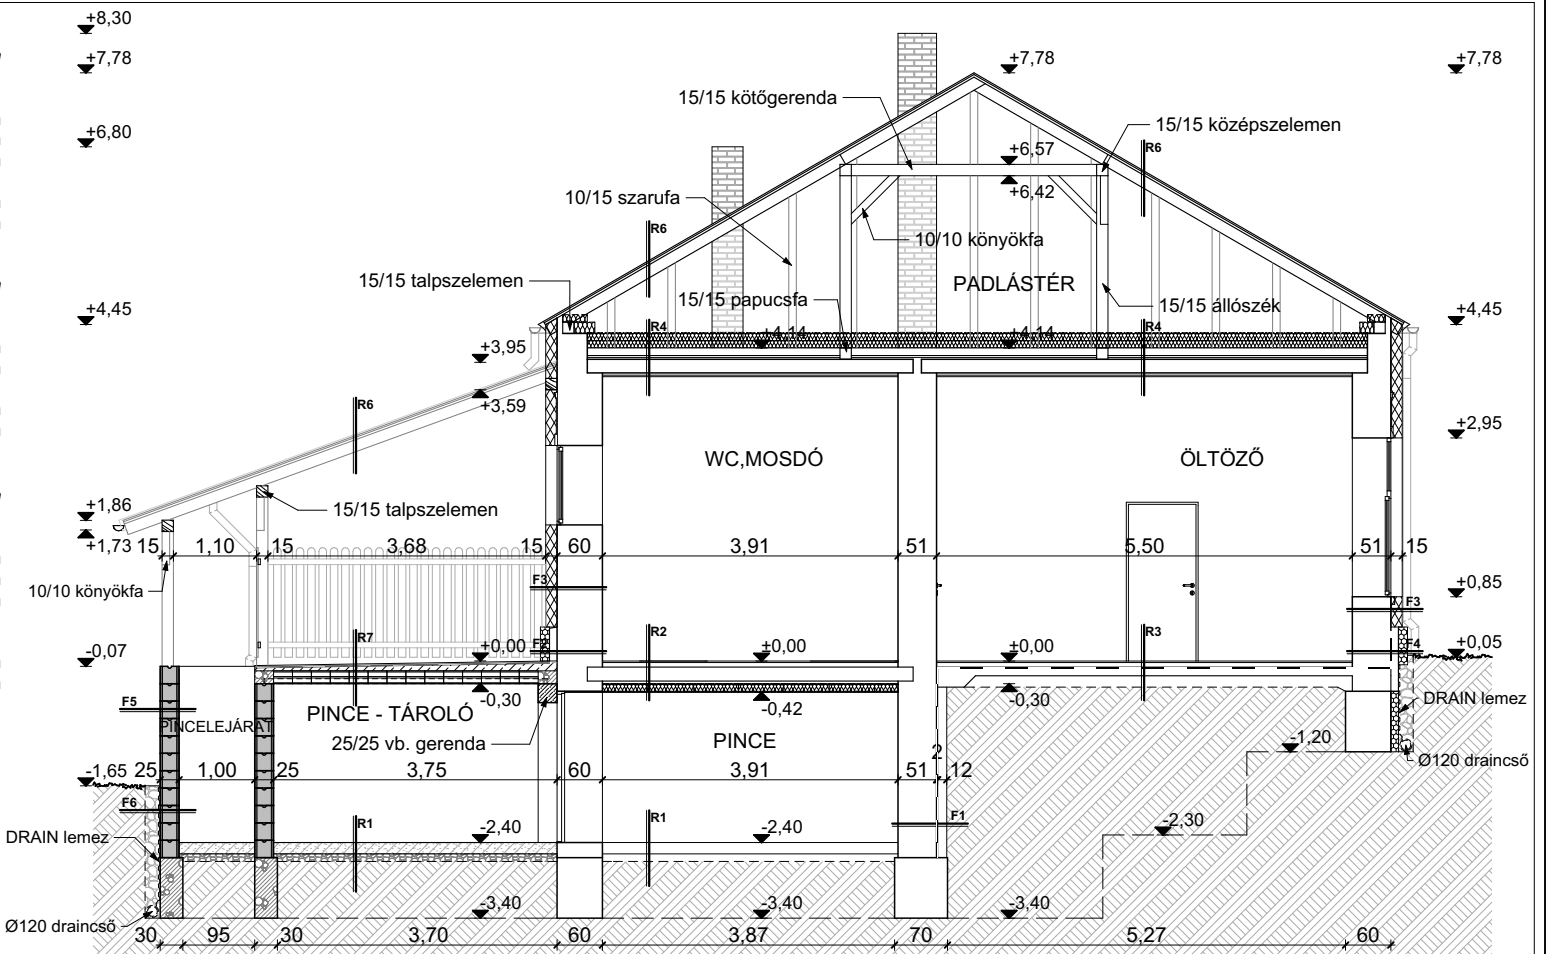 +8,30
+7,78
+7,78
+7,78
15/15 kötőgerenda
15/15 középszelemen
+6,80
+6,57
R6
+6,42
10/15 szarufa
R6
10/10 könyökfa
15/15 talpszelemen
PADLÁSTÉR
15/15 papucsfa
15/15 állószék
+4,45
+4,45
R4
+4,14
+4,14
R4
+3,95
+3,59
R6
+2,95
WC,MOSDÓ
ÖLTÖZŐ
+1,86
15/15 talpszelemen
+1,73
15 1,10 15 3,68 15 60 3,91 51 5,50 51 15
10/10 könyökfa
F3
+0,85
F3
R7
R2
R3
-0,07
+0,00
±0,00
+0,00
F4
+0,05
-0,30
-0,42
-0,30
F5
PINCELEJÁRAT
PINCE - TÁROLÓ
DRAIN lemez
25/25 vb. gerenda
PINCE
-1,20
2
Ø120 draincső
-1,65
25 1,00 25 3,75 60 3,91 51 12
F6
R1
R1
F1
-2,30
DRAIN lemez
-2,40
-2,40
-3,40
-3,40
-3,40
Ø120 draincső
30 95 30 3,70 60 3,87 70 5,27 60